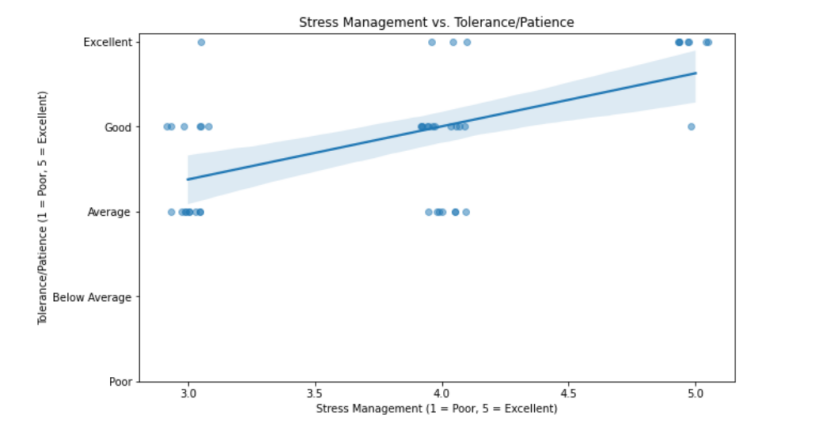 Stress Management vs. Tolerance/Patience
Tolerance/Patience (1 = Poor, 5 = Excellent)
Excellent
Good
Average
Below Average
Poor
3.0 3.5 4.0 4.5 5.0
Stress Management (1 = Poor, 5 = Excellent)